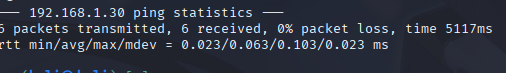 --- 192.168.1.30 ping statistics ---
6 packets transmitted, 6 received, 0% packet loss, time 5117ms
rtt min/avg/max/mdev = 0.023/0.063/0.103/0.023 ms